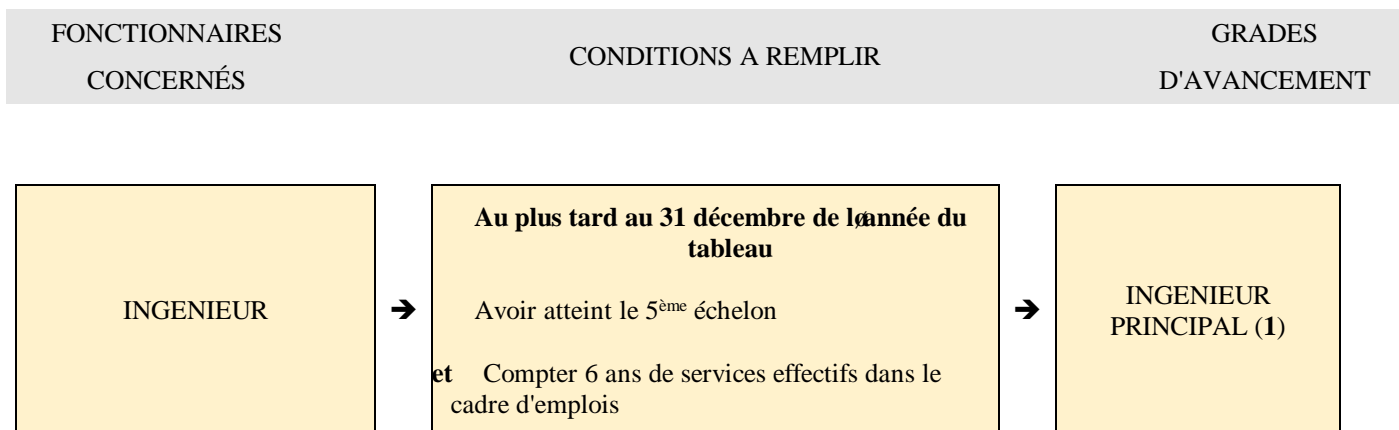 FONCTIONNAIRES
CONCERNÉS
CONDITIONS A REMPLIR
GRADES
D'AVANCEMENT
INGENIEUR
➔
Au plus tard au 31 décembre de løannée du
tableau
Avoir atteint le 5ème échelon
et Compter 6 ans de services effectifs dans le
cadre d'emplois
➔
INGENIEUR
PRINCIPAL (1)